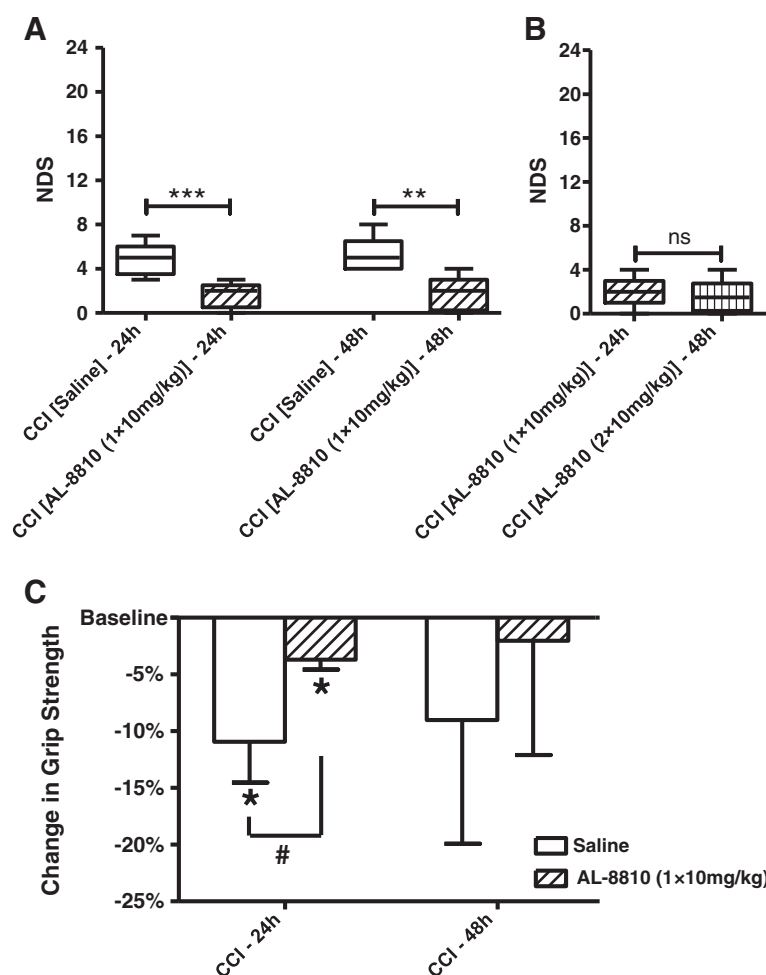 A
24
20
16
12
8
4
0
NDS
***
**
CCI [Saline] - 24h
CCI [AL-8810 (1×10mg/kg)] - 24h
CCI [Saline] - 48h
CCI [AL-8810 (1×10mg/kg)] - 48h
B
24
20
16
12
8
4
0
NDS
ns
CCI [AL-8810 (1×10mg/kg)] - 24h
CCI [AL-8810 (2×10mg/kg)] - 48h
C
Baseline
-5%
-10%
-15%
-20%
-25%
Change in Grip Strength
*
*
#
Saline
AL-8810 (1×10mg/kg)
CCI - 24h
CCI - 48h